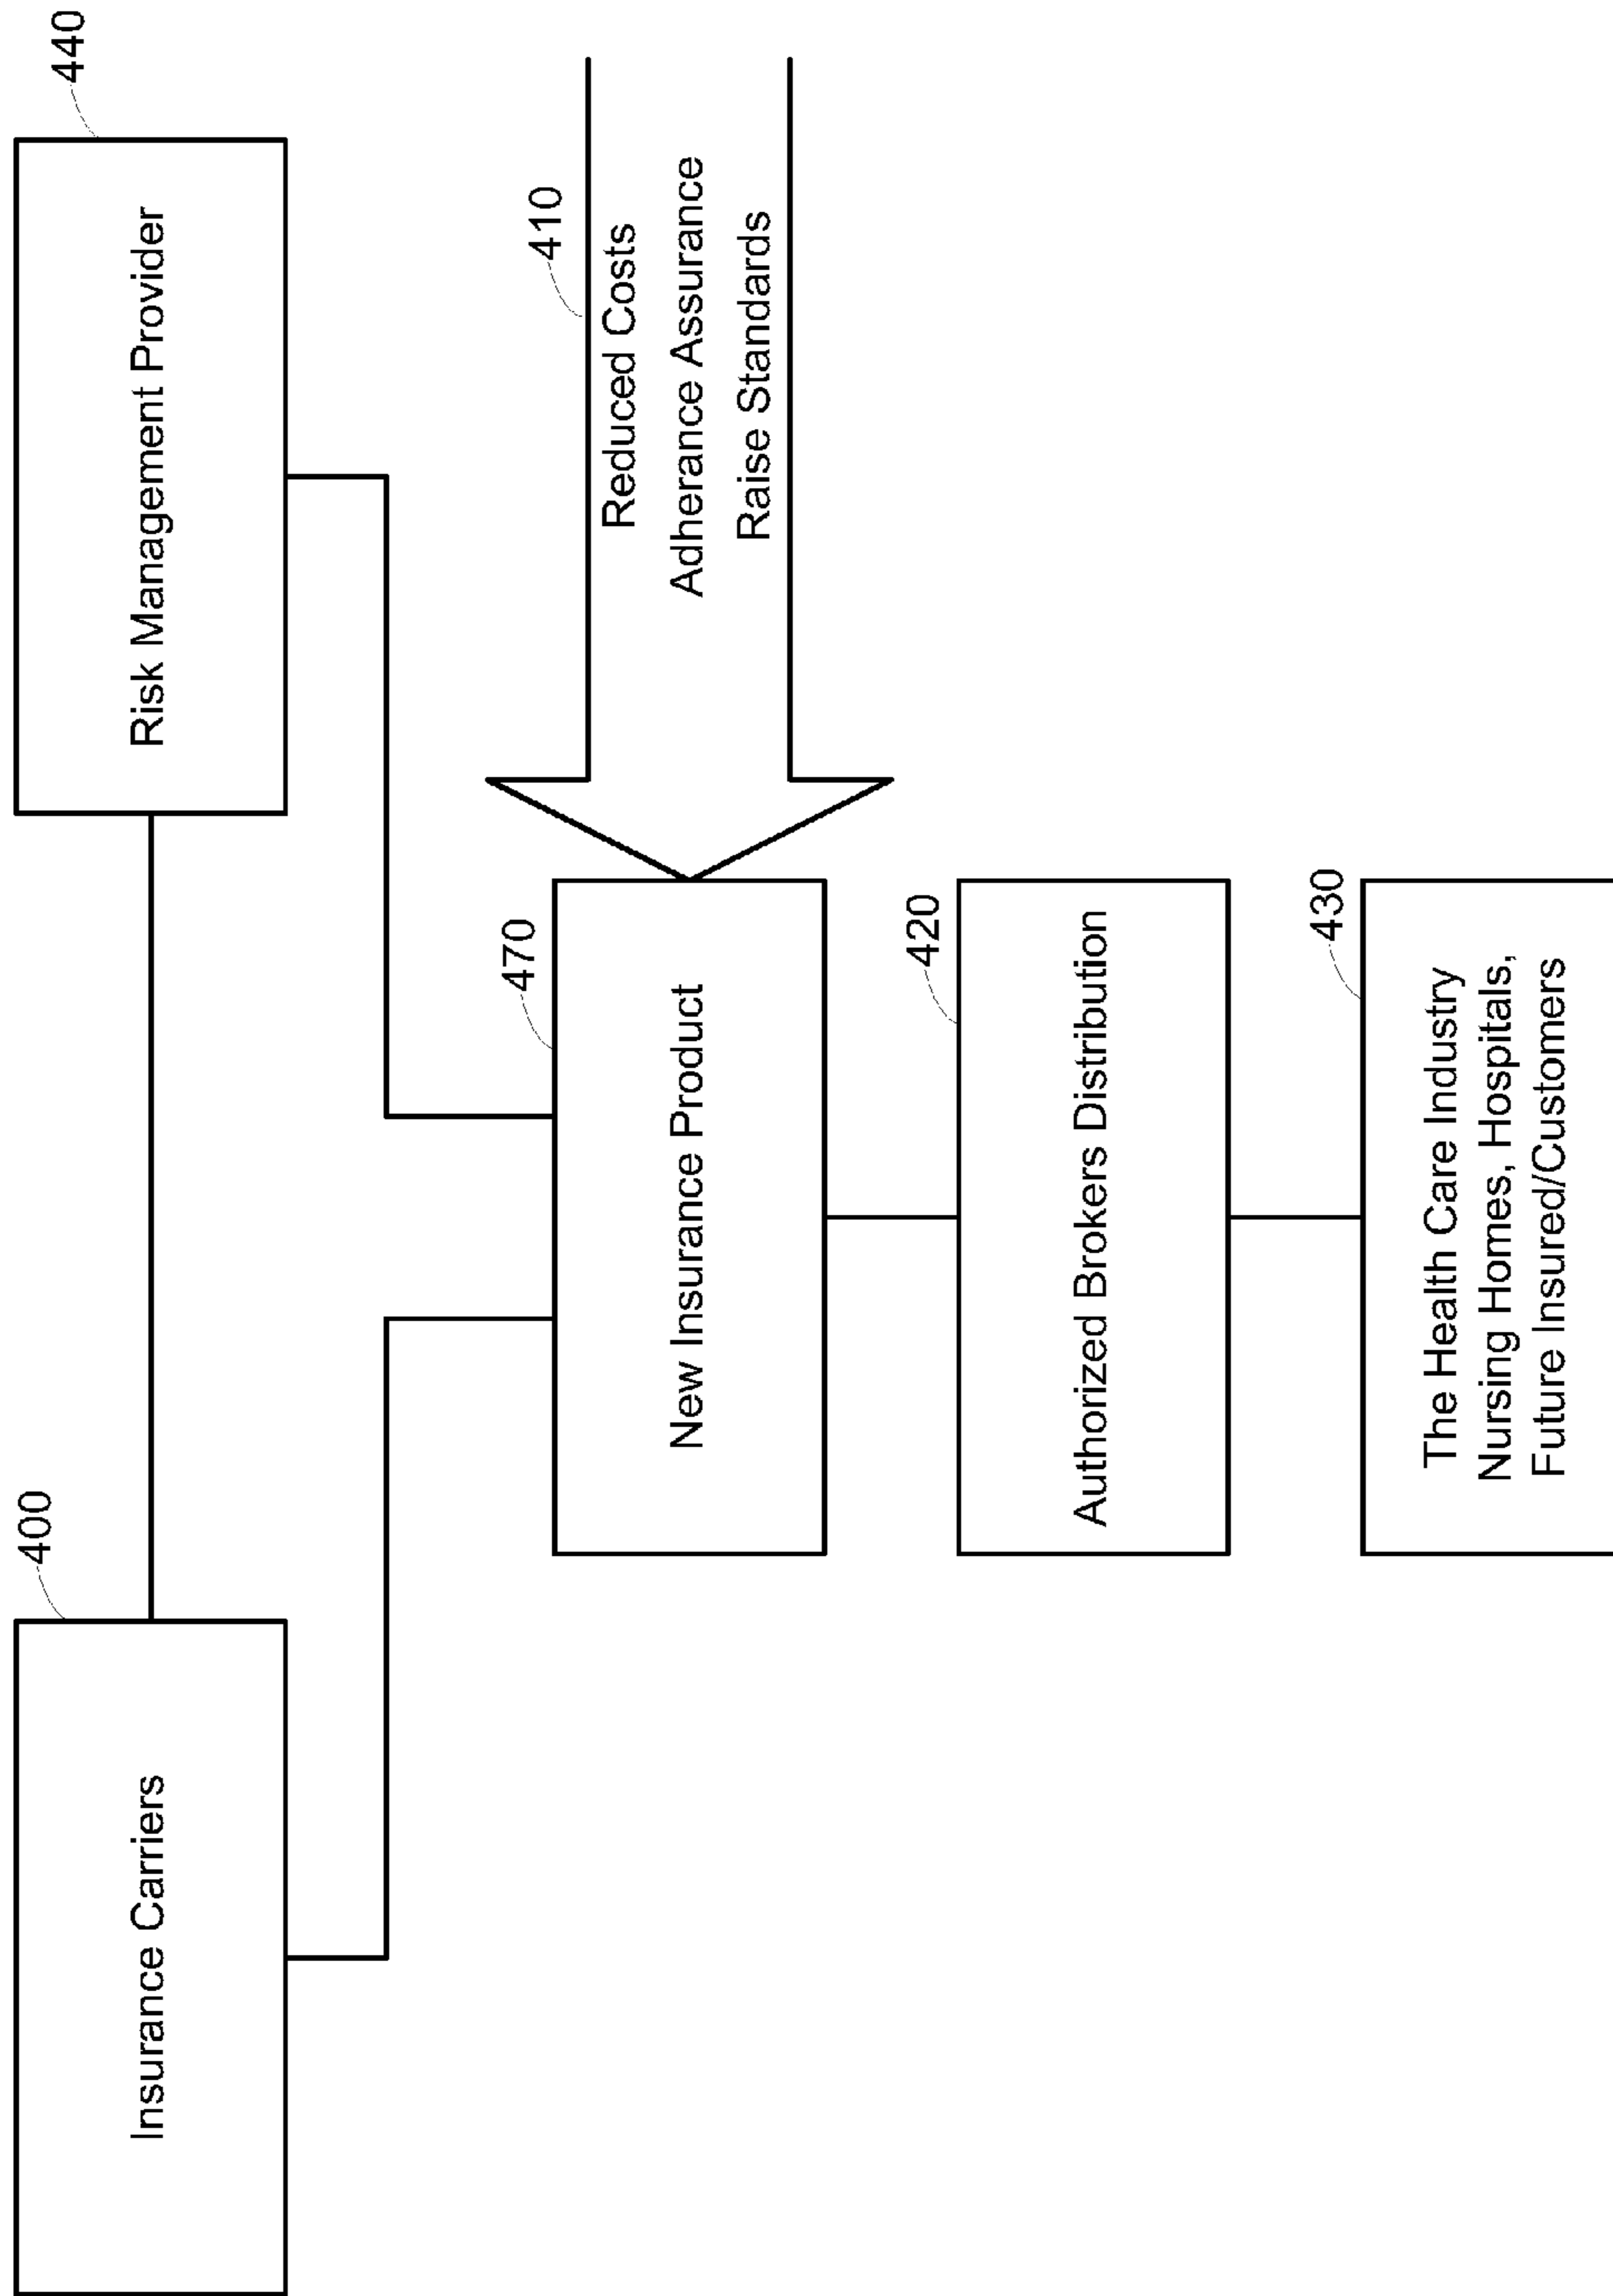 400
Insurance Carriers
440
Risk Management Provider
470
New Insurance Product
410
Reduced Costs
Adherance Assurance
Raise Standards
420
Authorized Brokers Distribution
430
The Health Care Industry
Nursing Homes, Hospitals,
Future Insured/Customers